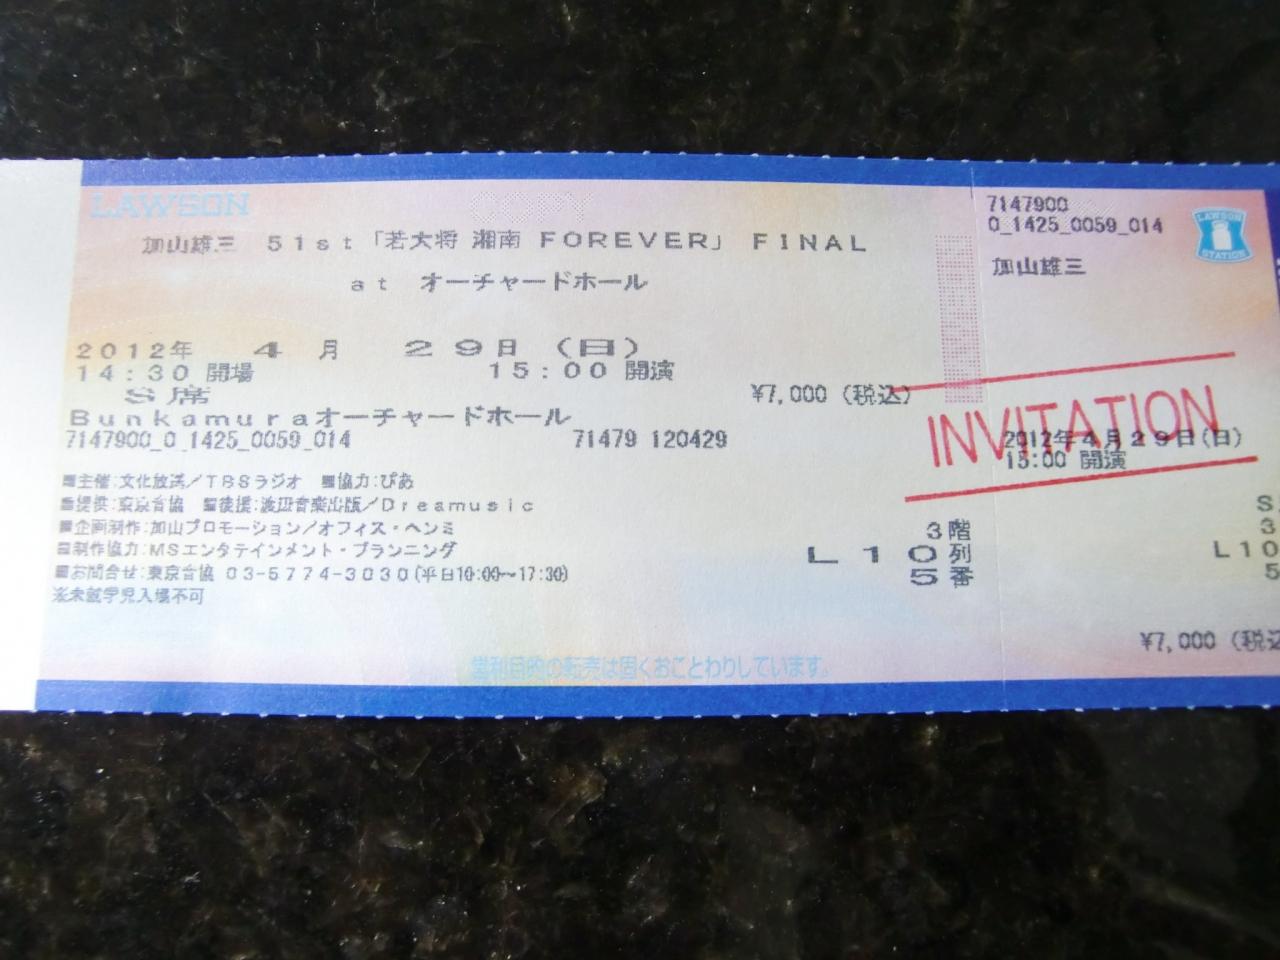 LAWSON
加山雄三 51st「若大将 湘南 FOREVER」 FINAL
at オーチャードホール
2012年 4月 29日 (日)
14:30 開場 15:00 開演
S席 ¥7,000 (税込)
Bunkamuraオーチャードホール
7147900_0_1425_0059_014 71479 120429
■主催:文化放送/TBSラジオ ■協力:ぴあ
■提供:東京音協 ■後援:渡辺音楽出版/Dreamusic
■企画制作:加山プロモーション/オフィス・ヘンミ
■制作協力:MSエンタテインメント・プランニング
■お問合せ:東京音協 03-5774-3030(平日10:00~17:30)
※未就学児入場不可
3階
L10列
5番
営利目的の転売は固くおことわりしています。
7147900
0_1425_0059_014
LAWSON
STATION
加山雄三
INVITATION
2012年4月29日(日)
15:00 開演
S
3
L10
5
¥7,000 (税込